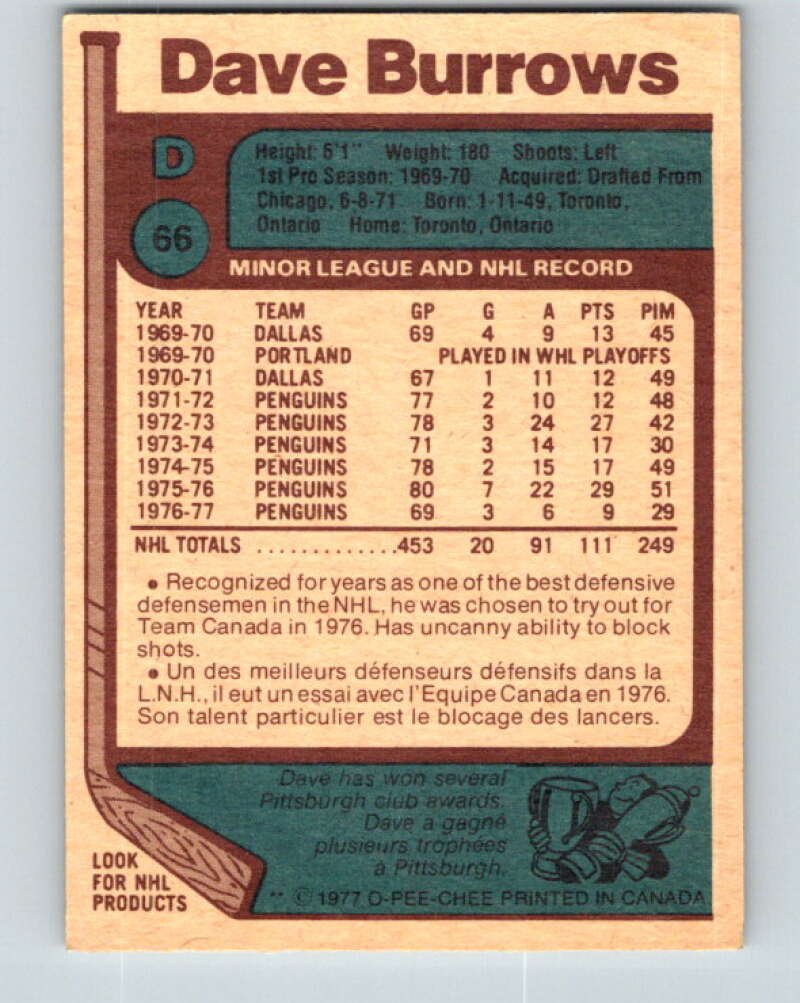 Dave Burrows
D
Height: 6'1" Weight: 180 Shoots: Left
1st Pro Season: 1969-70 Acquired: Drafted From
Chicago, 6-8-71 Born: 1-11-49, Toronto,
Ontario Home: Toronto, Ontario
66
MINOR LEAGUE AND NHL RECORD
YEAR TEAM GP G A PTS PIM
1969-70 DALLAS 69 4 9 13 45
1969-70 PORTLAND PLAYED IN WHL PLAYOFFS
1970-71 DALLAS 67 1 11 12 49
1971-72 PENGUINS 77 2 10 12 48
1972-73 PENGUINS 78 3 24 27 42
1973-74 PENGUINS 71 3 14 17 30
1974-75 PENGUINS 78 2 15 17 49
1975-76 PENGUINS 80 7 22 29 51
1976-77 PENGUINS 69 3 6 9 29
NHL TOTALS .............453 20 91 111 249
• Recognized for years as one of the best defensive
defensemen in the NHL, he was chosen to try out for
Team Canada in 1976. Has uncanny ability to block
shots.
• Un des meilleurs défenseurs défensifs dans la
L.N.H., il eut un essai avec l'Equipe Canada en 1976.
Son talent particulier est le blocage des lancers.
Dave has won several
Pittsburgh club awards.
Dave a gagné
plusieurs trophées
à Pittsburgh.
LOOK
FOR NHL
PRODUCTS
** © 1977 O-PEE-CHEE PRINTED IN CANADA